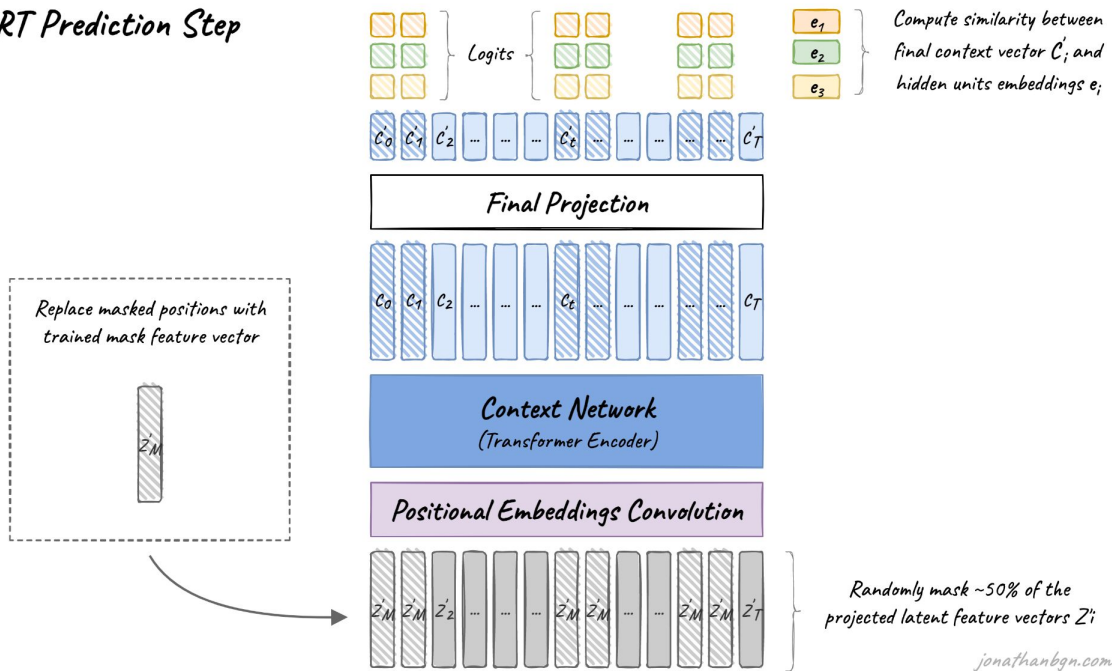 RT Prediction Step
Logits
e1
e2
e3
Compute similarity between
final context vector C'i and
hidden units embeddings ei
C'0 C'1 C'2 ... ... ... C't ... ... ... ... ... C'T
Final Projection
C0 C1 C2 ... ... ... Ct ... ... ... ... ... CT
Replace masked positions with
trained mask feature vector
Z'M
Context Network
(Transformer Encoder)
Positional Embeddings Convolution
Z'M Z'M Z'2 ... ... ... Z'M Z'M ... ... Z'M Z'M Z'T
Randomly mask ~50% of the
projected latent feature vectors Z'i
jonathanbgn.com